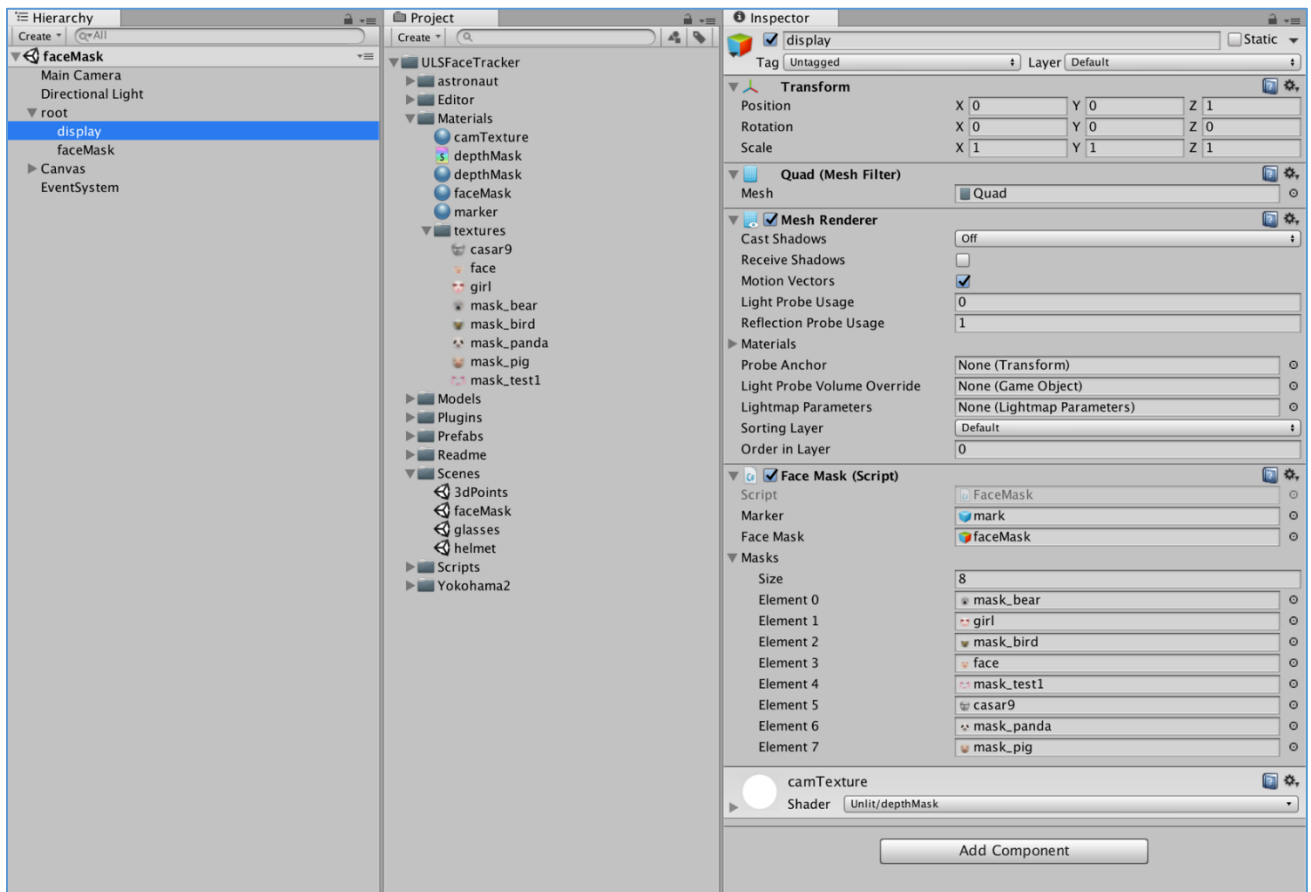 Hierarchy
Create
All
faceMask
Main Camera
Directional Light
root
display
faceMask
Canvas
EventSystem
Project
Create
ULSFaceTracker
astronaut
Editor
Materials
camTexture
depthMask
depthMask
faceMask
marker
textures
casar9
face
girl
mask_bear
mask_bird
mask_panda
mask_pig
mask_test1
Models
Plugins
Prefabs
Readme
Scenes
3dPoints
faceMask
glasses
helmet
Scripts
Yokohama2
Inspector
display Static
Tag Untagged Layer Default
Transform
Position X 0 Y 0 Z 1
Rotation X 0 Y 0 Z 0
Scale X 1 Y 1 Z 1
Quad (Mesh Filter)
Mesh Quad
Mesh Renderer
Cast Shadows Off
Receive Shadows
Motion Vectors
Light Probe Usage 0
Reflection Probe Usage 1
Materials
Probe Anchor None (Transform)
Light Probe Volume Override None (Game Object)
Lightmap Parameters None (Lightmap Parameters)
Sorting Layer Default
Order in Layer 0
Face Mask (Script)
Script FaceMask
Marker mark
Face Mask faceMask
Masks
Size 8
Element 0 mask_bear
Element 1 girl
Element 2 mask_bird
Element 3 face
Element 4 mask_test1
Element 5 casar9
Element 6 mask_panda
Element 7 mask_pig
camTexture
Shader Unlit/depthMask
Add Component